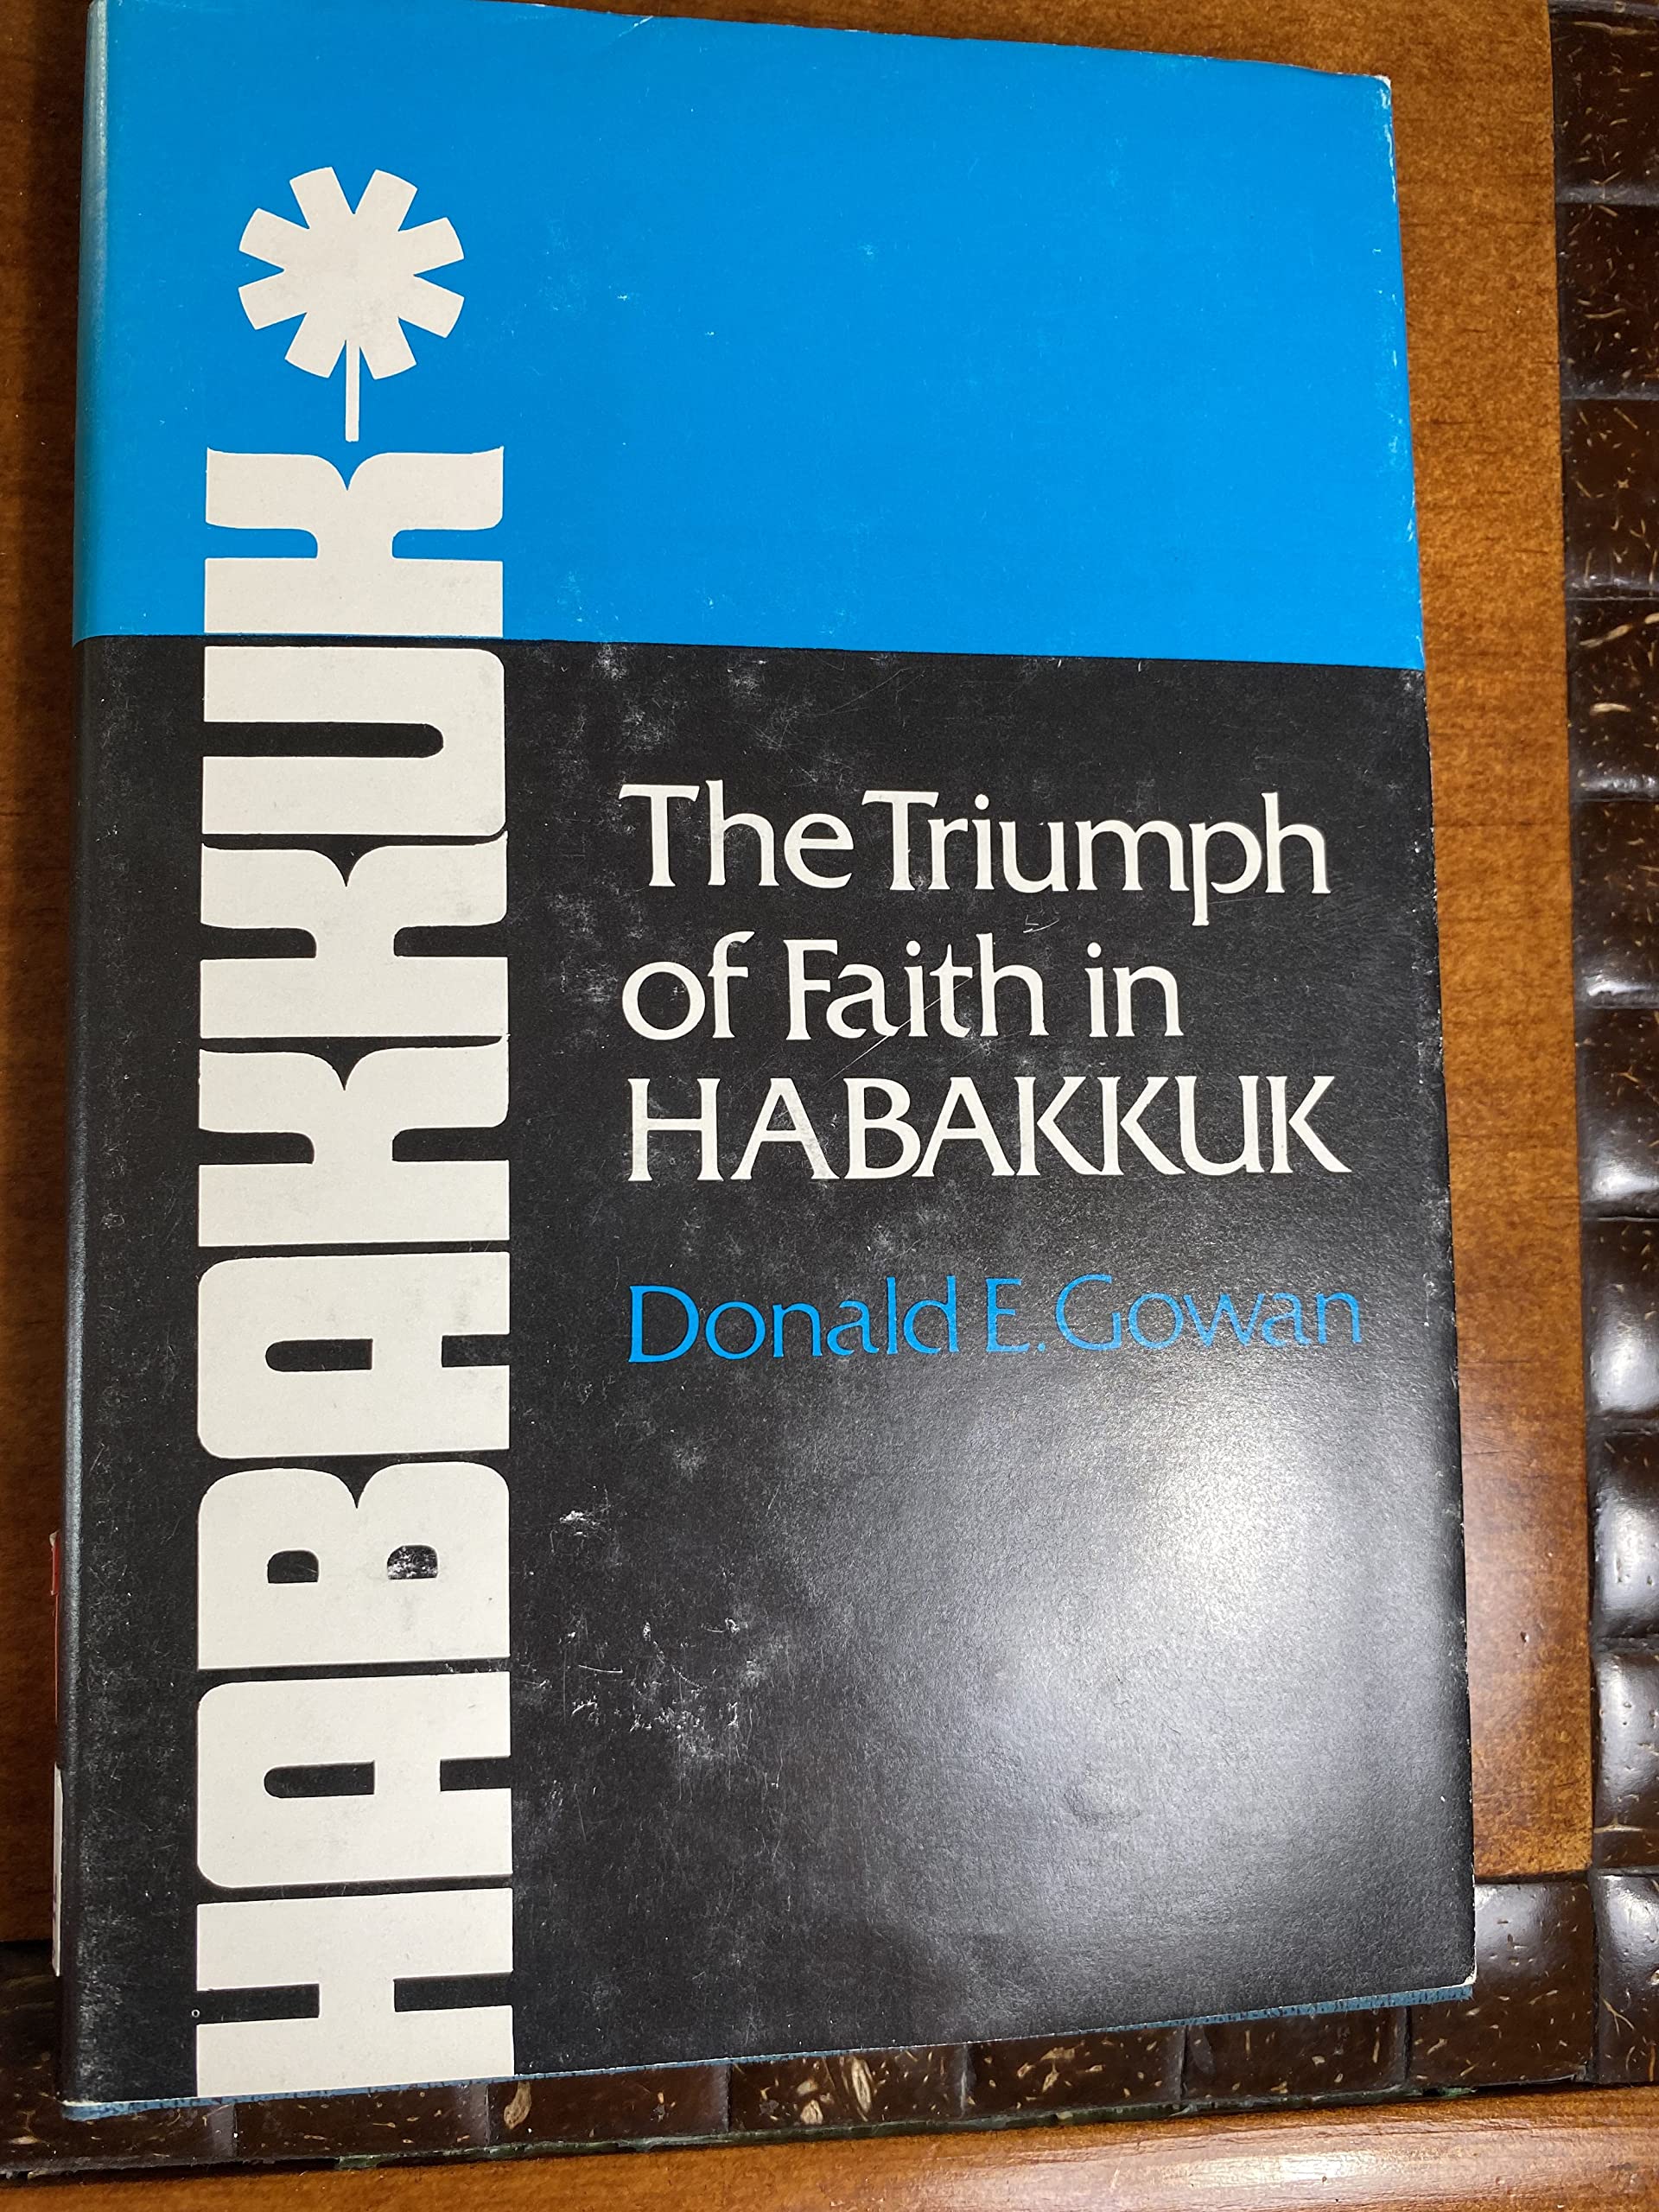 HABAKKUK
The Triumph
of Faith in
HABAKKUK
Donald E. Gowan